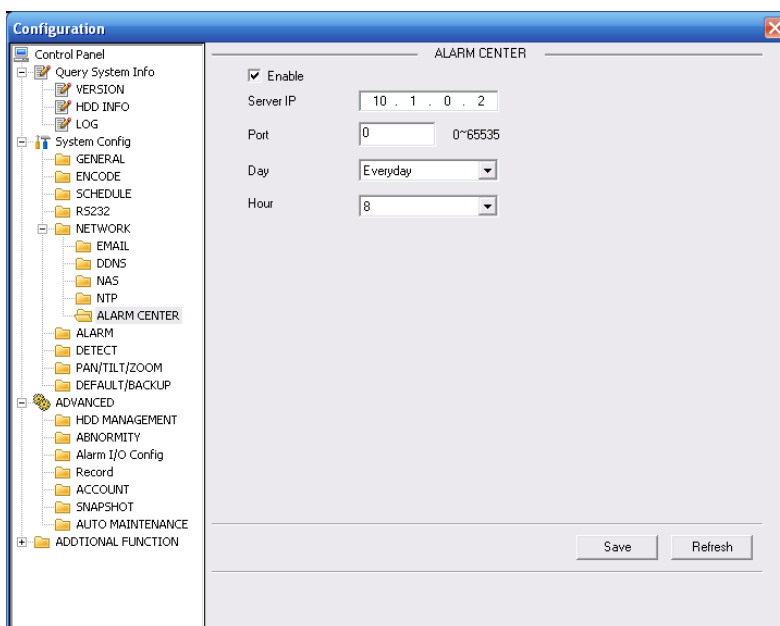 Configuration
Control Panel
Query System Info
VERSION
HDD INFO
LOG
System Config
GENERAL
ENCODE
SCHEDULE
RS232
NETWORK
EMAIL
DDNS
NAS
NTP
ALARM CENTER
ALARM
DETECT
PAN/TILT/ZOOM
DEFAULT/BACKUP
ADVANCED
HDD MANAGEMENT
ABNORMITY
Alarm I/O Config
Record
ACCOUNT
SNAPSHOT
AUTO MAINTENANCE
ADDTIONAL FUNCTION
ALARM CENTER
Enable
Server IP 10 . 1 . 0 . 2
Port 0 0~65535
Day Everyday
Hour 8
Save Refresh